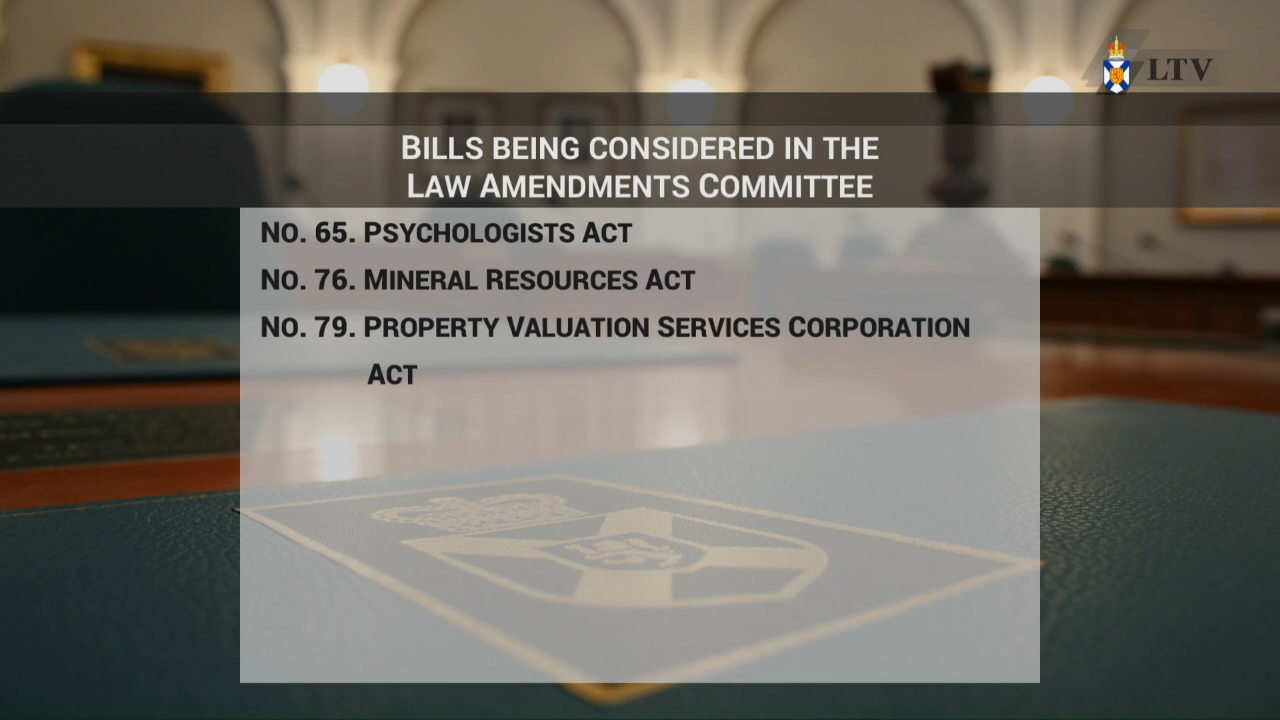 LTV
BILLS BEING CONSIDERED IN THE
LAW AMENDMENTS COMMITTEE
NO. 65. PSYCHOLOGISTS ACT
NO. 76. MINERAL RESOURCES ACT
NO. 79. PROPERTY VALUATION SERVICES CORPORATION
ACT